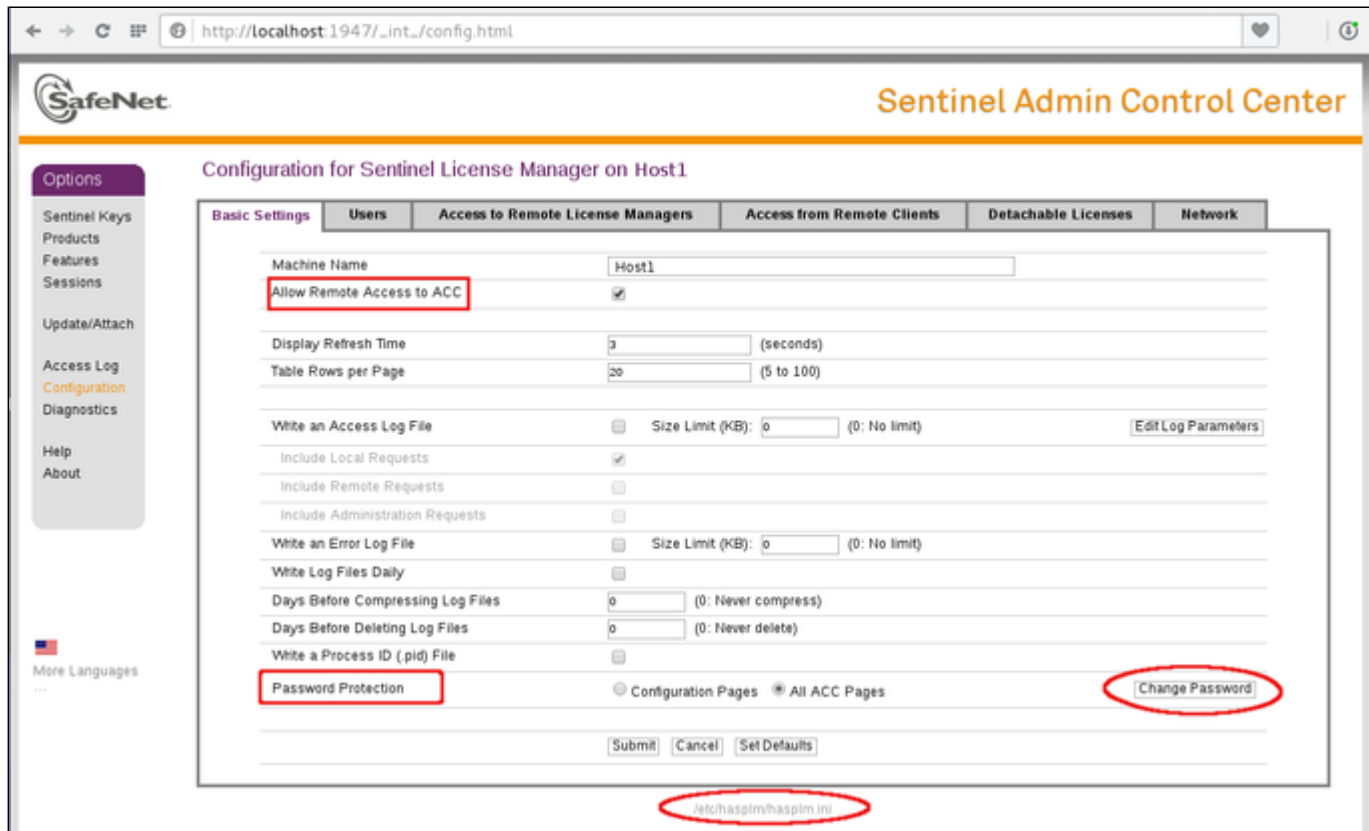 http://localhost:1947/_int_/config.html
SafeNet.
Sentinel Admin Control Center
Options
Sentinel Keys
Products
Features
Sessions
Update/Attach
Access Log
Configuration
Diagnostics
Help
About
More Languages
...
Configuration for Sentinel License Manager on Host1
Basic Settings Users Access to Remote License Managers Access from Remote Clients Detachable Licenses Network
Machine Name Host1
Allow Remote Access to ACC
Display Refresh Time 3 (seconds)
Table Rows per Page 20 (5 to 100)
Write an Access Log File Size Limit (KB): 0 (0: No limit) Edit Log Parameters
Include Local Requests
Include Remote Requests
Include Administration Requests
Write an Error Log File Size Limit (KB): 0 (0: No limit)
Write Log Files Daily
Days Before Compressing Log Files 0 (0: Never compress)
Days Before Deleting Log Files 0 (0: Never delete)
Write a Process ID (.pid) File
Password Protection Configuration Pages All ACC Pages Change Password
Submit Cancel Set Defaults
/etc/hasplm/hasplm.ini